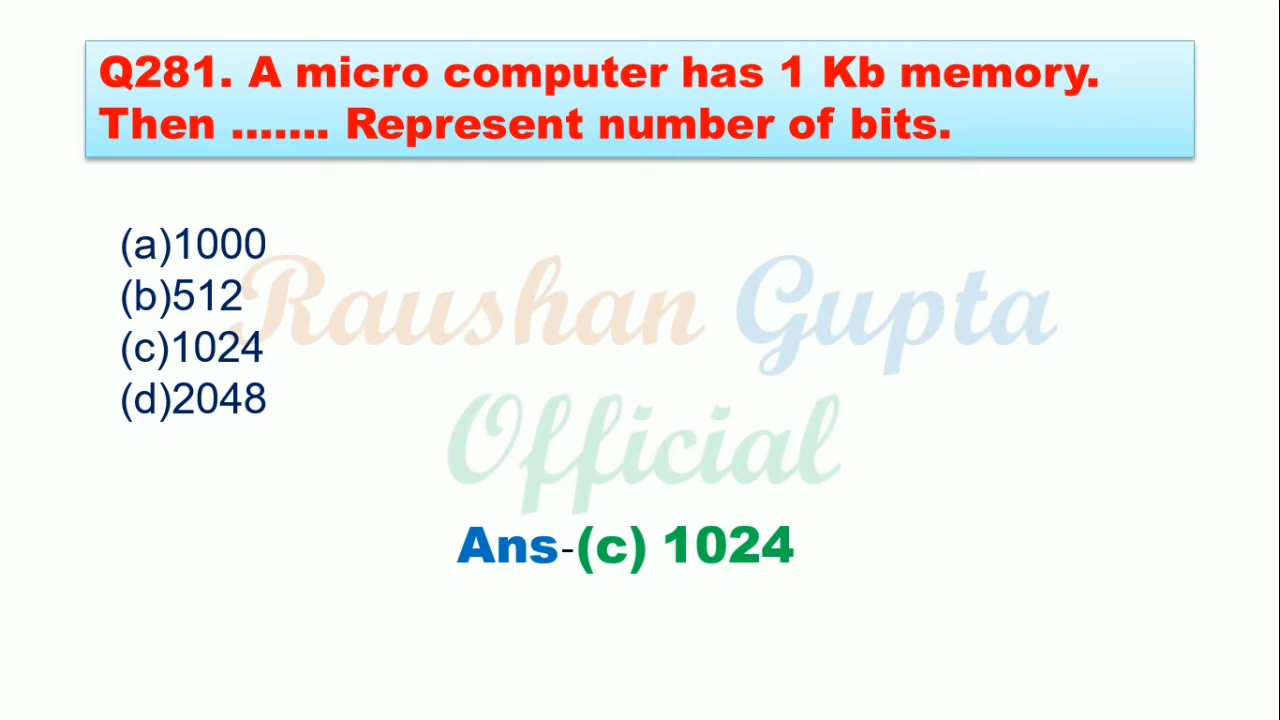 Q281. A micro computer has 1 Kb memory.
Then ....... Represent number of bits.
(a)1000
(b)512
(c)1024
(d)2048
Raushan Gupta
Official
Ans-(c) 1024